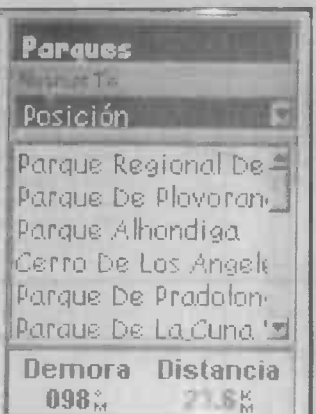 Parques
Posición
Parque Regional De
Parque De Plovoran
Parque Alhondiga
Cerro De Los Angele
Parque De Pradolon
Parque De La Cuna V
Demora Distancia
098°M